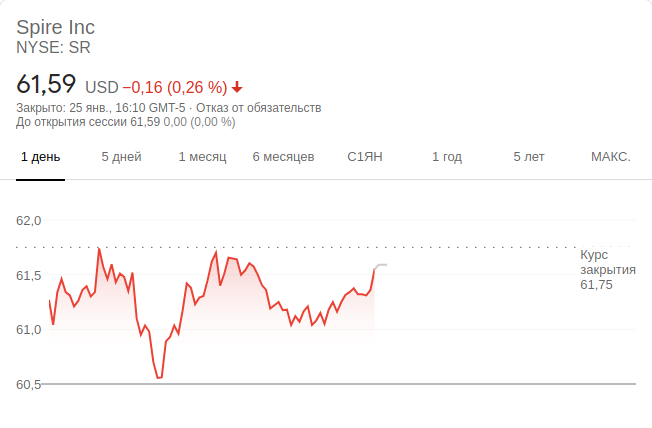 Spire Inc
NYSE: SR
61,59 USD −0,16 (0,26 %)
Закрыто: 25 янв., 16:10 GMT-5 · Отказ от обязательств
До открытия сессии 61,59 0,00 (0,00 %)
1 день 5 дней 1 месяц 6 месяцев С1ЯН 1 год 5 лет МАКС.
62,0
61,5
61,0
60,5
Курс
закрытия
61,75